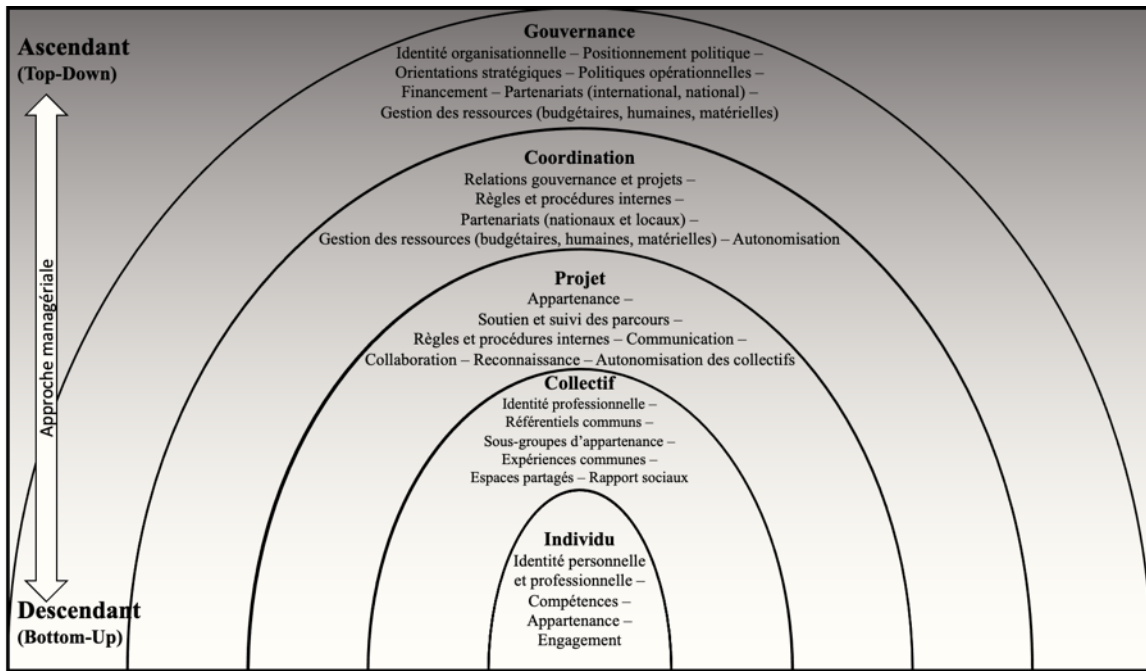 Ascendant
(Top-Down)
Approche managériale
Descendant
(Bottom-Up)
Gouvernance
Identité organisationnelle – Positionnement politique –
Orientations stratégiques – Politiques opérationnelles –
Financement – Partenariats (international, national) –
Gestion des ressources (budgétaires, humaines, matérielles)
Coordination
Relations gouvernance et projets –
Règles et procédures internes –
Partenariats (nationaux et locaux) –
Gestion des ressources (budgétaires, humaines, matérielles) – Autonomisation
Projet
Appartenance –
Soutien et suivi des parcours –
Règles et procédures internes – Communication –
Collaboration – Reconnaissance – Autonomisation des collectifs
Collectif
Identité professionnelle –
Référentiels communs –
Sous-groupes d'appartenance –
Expériences communes –
Espaces partagés – Rapport sociaux
Individu
Identité personnelle
et professionnelle –
Compétences –
Appartenance –
Engagement